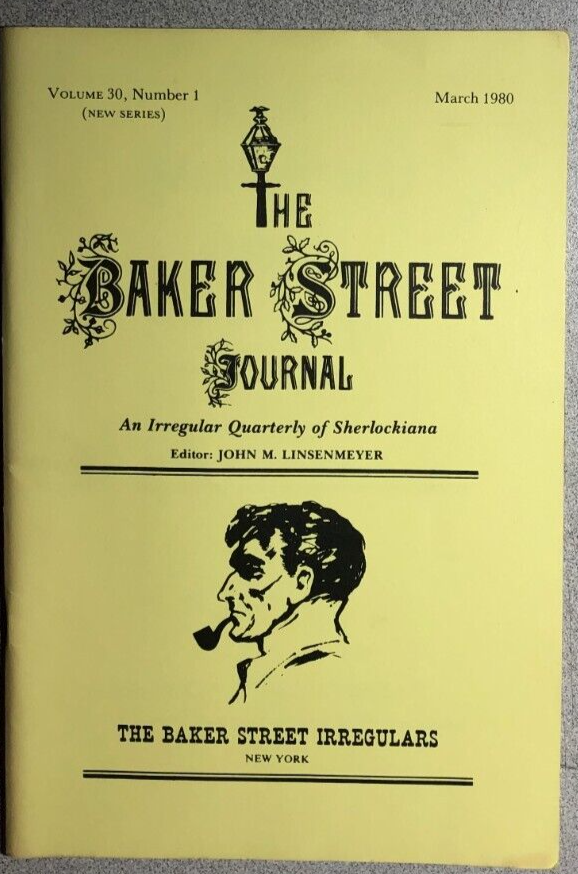 VOLUME 30, Number 1
(NEW SERIES)
March 1980
THE
BAKER STREET
JOURNAL
An Irregular Quarterly of Sherlockiana
Editor: JOHN M. LINSENMEYER
THE BAKER STREET IRREGULARS
NEW YORK